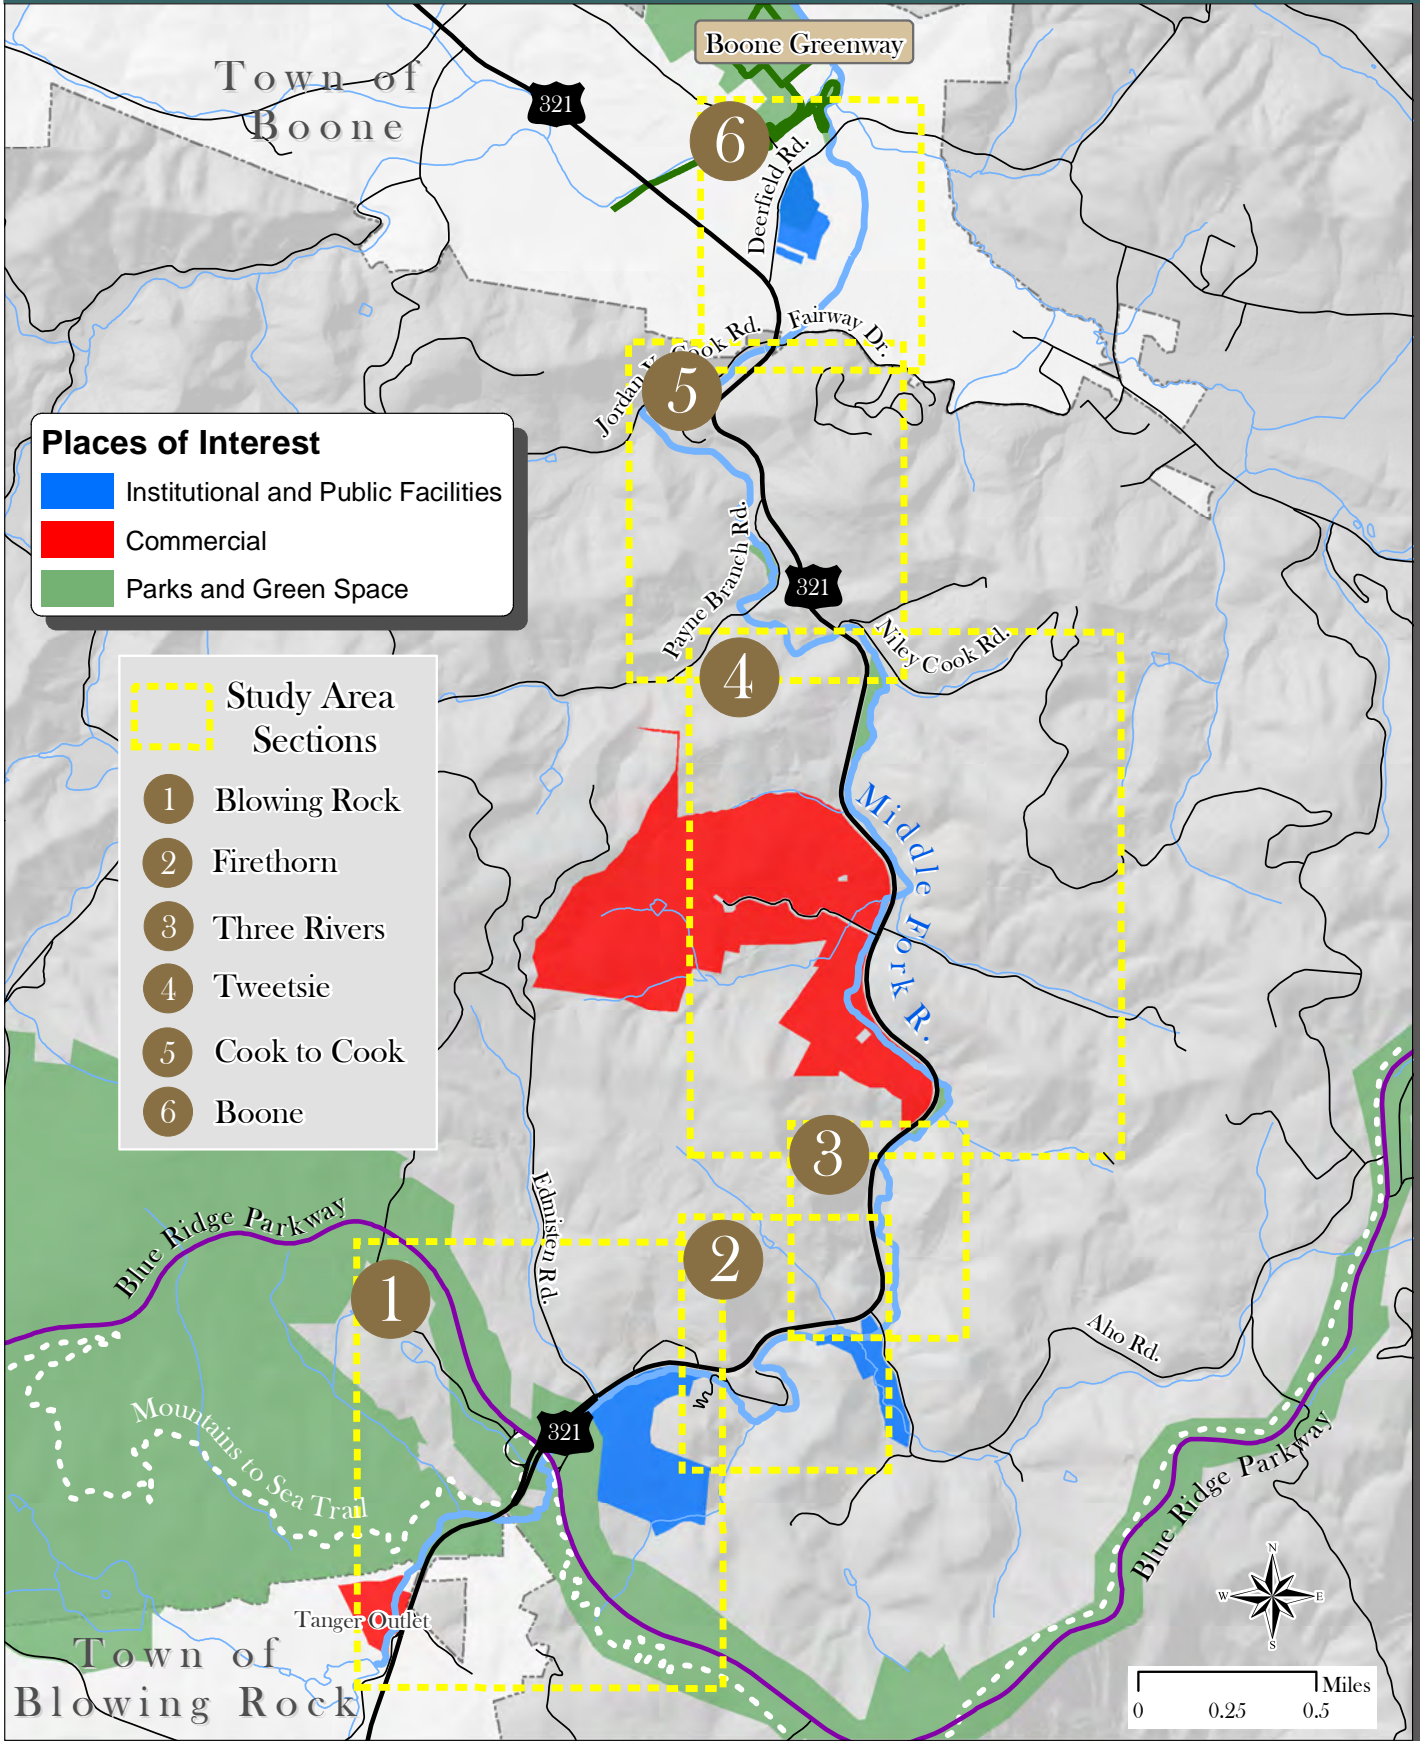 Boone Greenway
Town of
Boone
321
6
Deerfield Rd.
Fairway Dr.
Cook Rd.
Jordan
5
Places of Interest
Institutional and Public Facilities
Commercial
Parks and Green Space
Payne Branch Rd.
321
Niley Cook Rd.
4
Study Area
Sections
1 Blowing Rock
2 Firethorn
3 Three Rivers
4 Tweetsie
5 Cook to Cook
6 Boone
Middle Fork R.
3
Edmisten Rd.
Blue Ridge Parkway
2
1
Aho Rd.
Mountains to Sea Trail
321
Blue Ridge Parkway
Tanger Outlet
Town of
Blowing Rock
N
W E
S
Miles
0 0.25 0.5